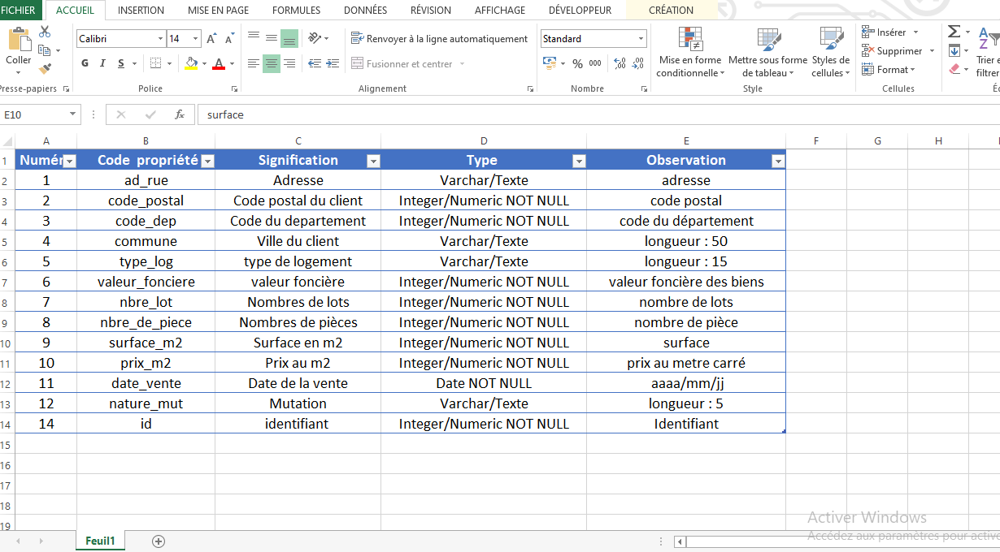 FICHIER ACCUEIL INSERTION MISE EN PAGE FORMULES DONNÉES RÉVISION AFFICHAGE DÉVELOPPEUR CRÉATION
Calibri 14 A A Renvoyer à la ligne automatiquement Standard Insérer
Coller G I S A Fusionner et centrer % 000 ,00 Mise en forme conditionnelle Mettre sous forme de tableau Styles de cellules Supprimer Format Trier e filtrer
Presse-papiers Police Alignement Nombre Style Cellules
E10 fx surface
A B C D E F G H
1 Numér Code propriété Signification Type Observation
2 1 ad_rue Adresse Varchar/Texte adresse
3 2 code_postal Code postal du client Integer/Numeric NOT NULL code postal
4 3 code_dep Code du departement Integer/Numeric NOT NULL code du département
5 4 commune Ville du client Varchar/Texte longueur : 50
6 5 type_log type de logement Varchar/Texte longueur : 15
7 6 valeur_fonciere valeur foncière Integer/Numeric NOT NULL valeur foncière des biens
8 7 nbre_lot Nombres de lots Integer/Numeric NOT NULL nombre de lots
9 8 nbre_de_piece Nombres de pièces Integer/Numeric NOT NULL nombre de pièce
10 9 surface_m2 Surface en m2 Integer/Numeric NOT NULL surface
11 10 prix_m2 Prix au m2 Integer/Numeric NOT NULL prix au metre carré
12 11 date_vente Date de la vente Date NOT NULL aaaa/mm/jj
13 12 nature_mut Mutation Varchar/Texte longueur : 5
14 14 id identifiant Integer/Numeric NOT NULL Identifiant
15
16
17
18
19
Activer Windows
Accédez aux paramètres pour active
Feuil1